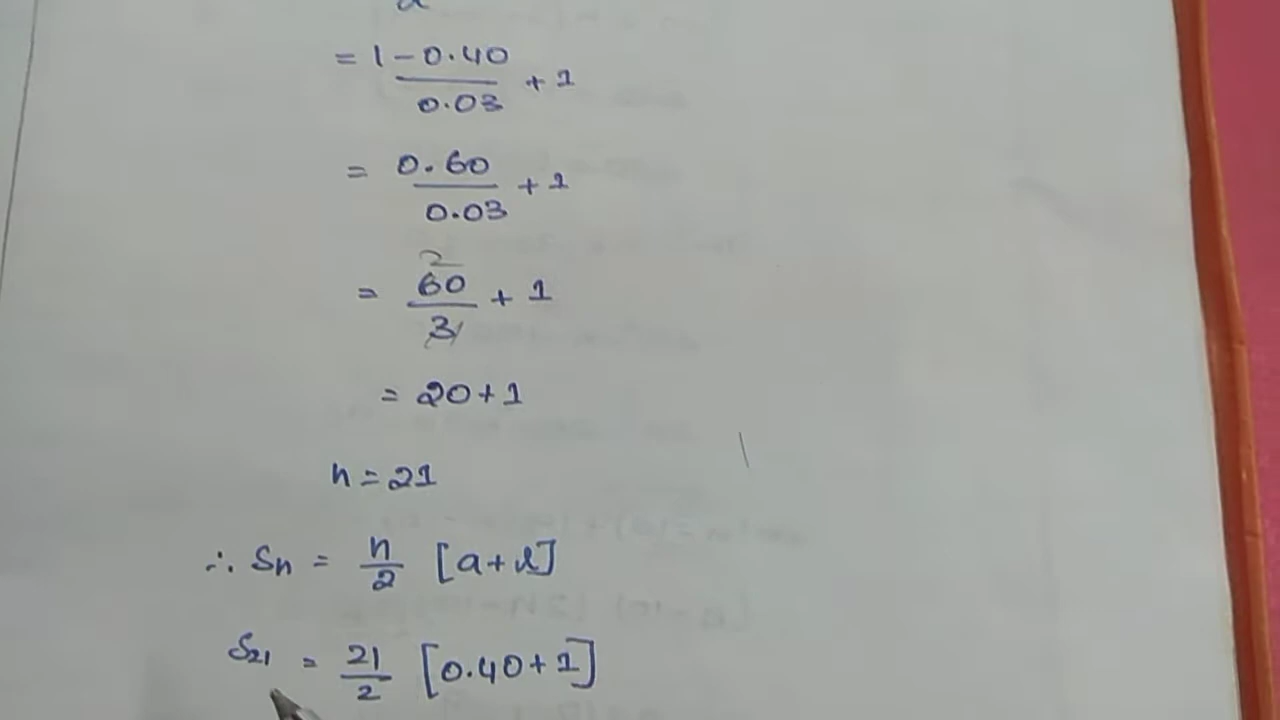 d
= 1 - 0.40 / 0.03 + 1
= 0.60 / 0.03 + 1
= 60 / 3 + 1
= 20 + 1
n = 21
∴ Sn = n/2 [a + l]
S21 = 21/2 [0.40 + 1]